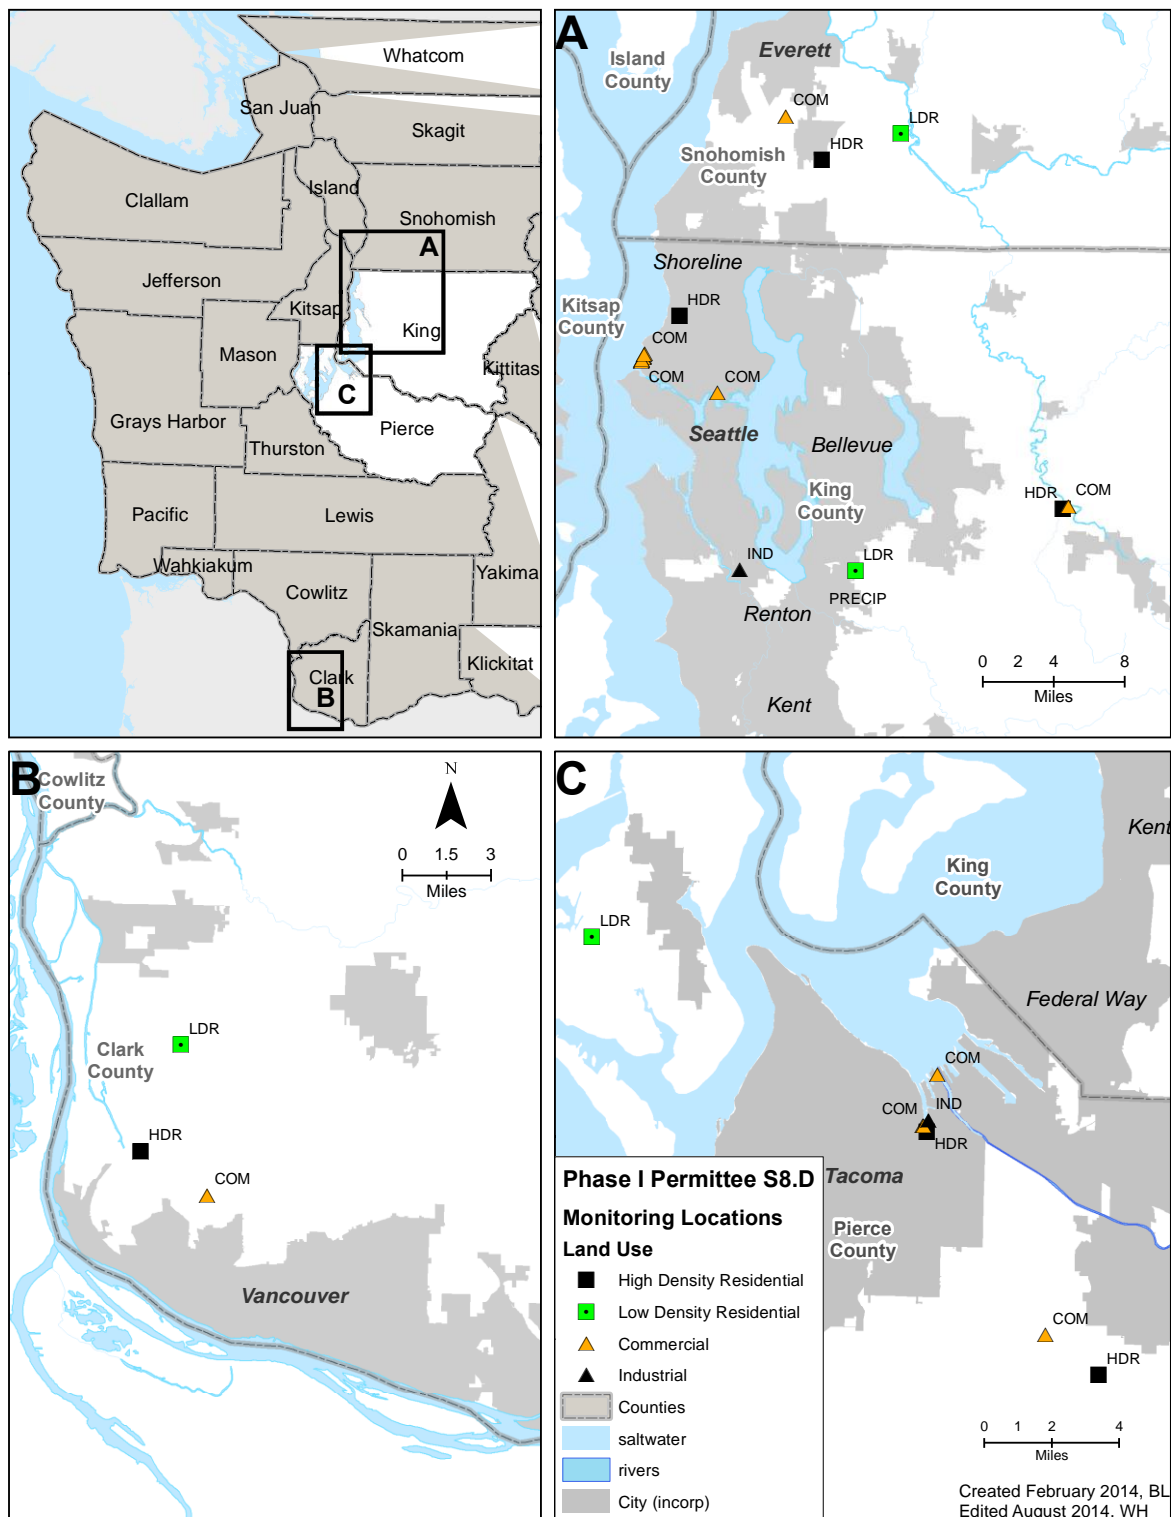 Whatcom
San Juan
Skagit
Island
Clallam
Snohomish
A
Jefferson
Kitsap
King
Mason
Kittitas
C
Grays Harbor
Pierce
Thurston
Pacific
Lewis
Wahkiakum
Yakima
Cowlitz
Skamania
Klickitat
Clark
B
A
Everett
Island
County
COM
LDR
HDR
Snohomish
County
Shoreline
HDR
Kitsap
County
COM
COM
COM
Seattle
Bellevue
King
County
HDR
COM
IND
LDR
PRECIP
Renton
0 2 4 8
Miles
Kent
B
Cowlitz
County
N
0 1.5 3
Miles
LDR
Clark
County
HDR
COM
Vancouver
C
Kent
King
County
LDR
Federal Way
COM
COM
IND
HDR
Tacoma
Pierce
County
COM
HDR
0 1 2 4
Miles
Phase I Permittee S8.D
Monitoring Locations
Land Use
High Density Residential
Low Density Residential
Commercial
Industrial
Counties
saltwater
rivers
City (incorp)
Created February 2014, BL
Edited August 2014, WH